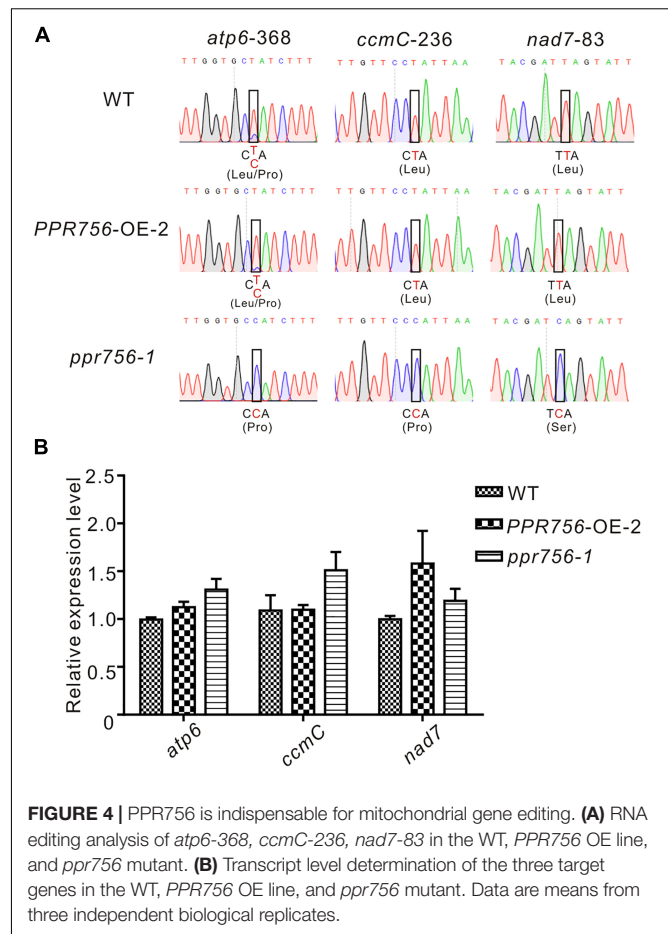 A
atp6-368 ccmC-236 nad7-83
WT
TTGGTGCTATCTTT TTGTTCCTATTAA TACGATTAGTATT
C T/C A CTA TTA
(Leu/Pro) (Leu) (Leu)
PPR756-OE-2
TTGGTGCTATCTTT TTGTTCCTATTAA TACGATTAGTATT
C T/C A CTA TTA
(Leu/Pro) (Leu) (Leu)
ppr756-1
TTGGTGCCATCTTT TTGTTCCCATTAA TACGATCAGTATT
CCA CCA TCA
(Pro) (Pro) (Ser)
B
Relative expression level
2.5
2.0
1.5
1.0
0.5
0
WT
PPR756-OE-2
ppr756-1
atp6 ccmC nad7
FIGURE 4 | PPR756 is indispensable for mitochondrial gene editing. (A) RNA
editing analysis of atp6-368, ccmC-236, nad7-83 in the WT, PPR756 OE line,
and ppr756 mutant. (B) Transcript level determination of the three target
genes in the WT, PPR756 OE line, and ppr756 mutant. Data are means from
three independent biological replicates.